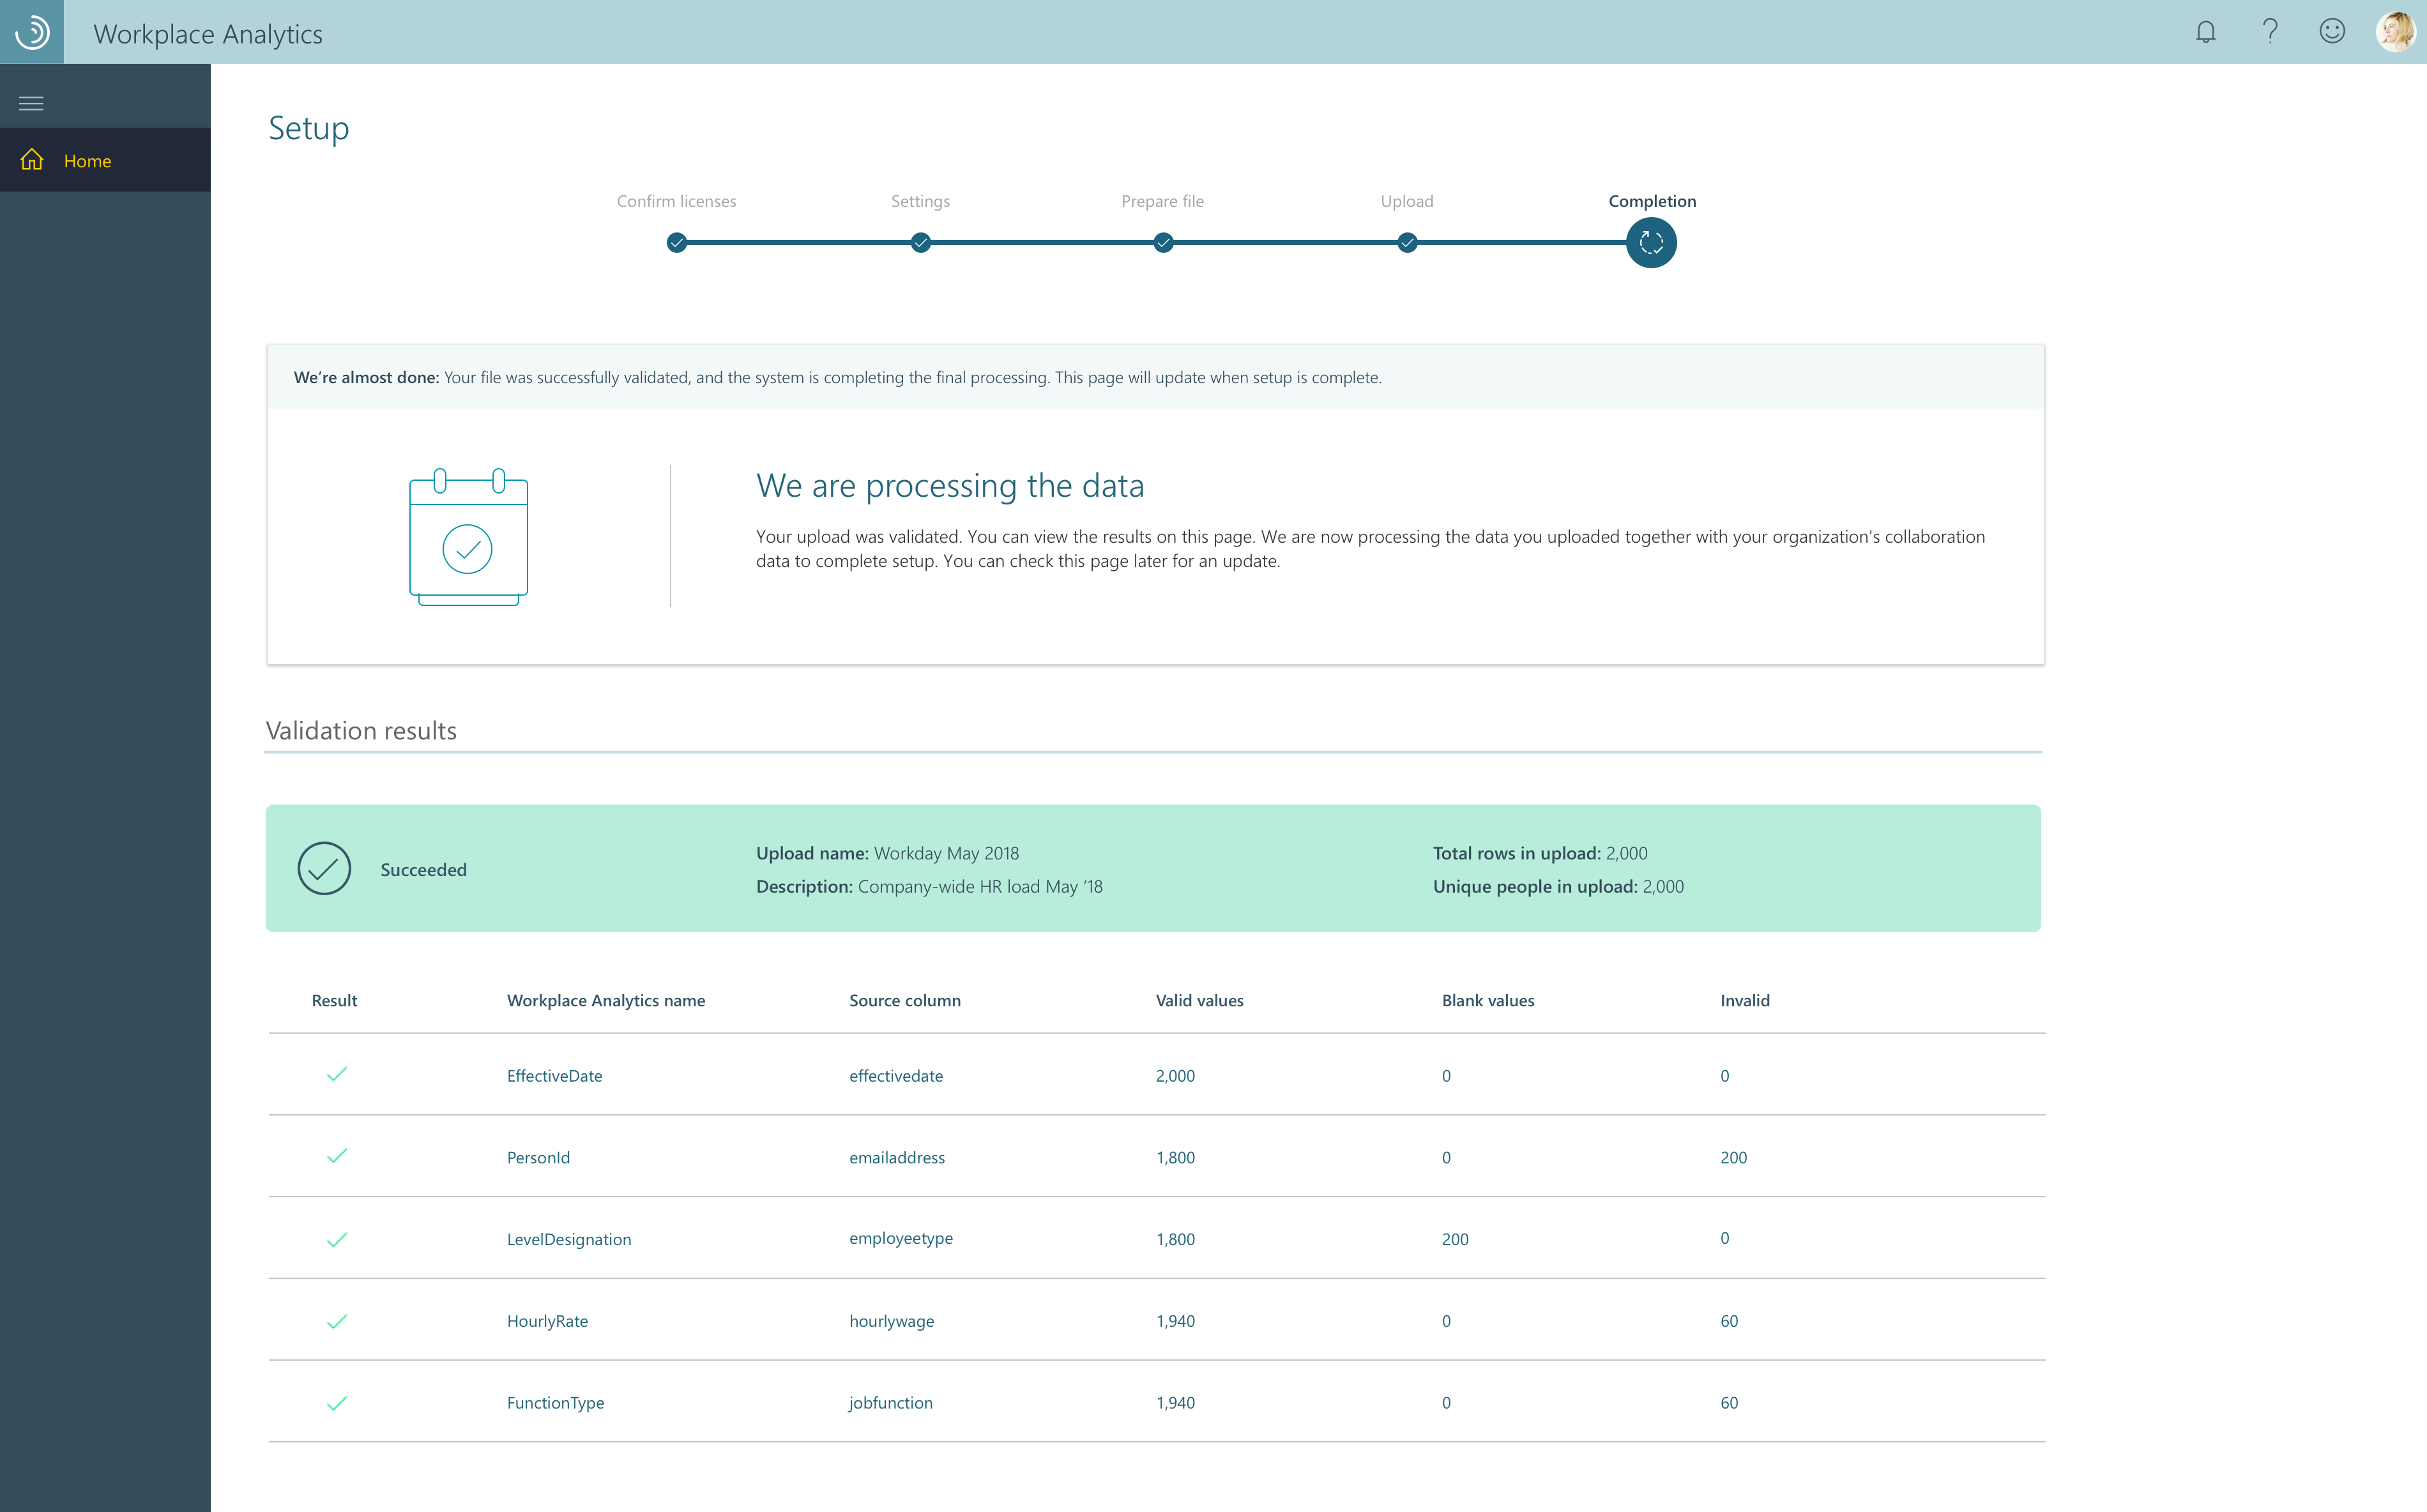 Workplace Analytics
Home
Setup
Confirm licenses
Settings
Prepare file
Upload
Completion
We’re almost done: Your file was successfully validated, and the system is completing the final processing. This page will update when setup is complete.
We are processing the data
Your upload was validated. You can view the results on this page. We are now processing the data you uploaded together with your organization's collaboration
data to complete setup. You can check this page later for an update.
Validation results
Succeeded
Upload name: Workday May 2018
Description: Company-wide HR load May ‘18
Total rows in upload: 2,000
Unique people in upload: 2,000
Result Workplace Analytics name Source column Valid values Blank values Invalid
EffectiveDate effectivedate 2,000 0 0
PersonId emailaddress 1,800 0 200
LevelDesignation employeetype 1,800 200 0
HourlyRate hourlywage 1,940 0 60
FunctionType jobfunction 1,940 0 60